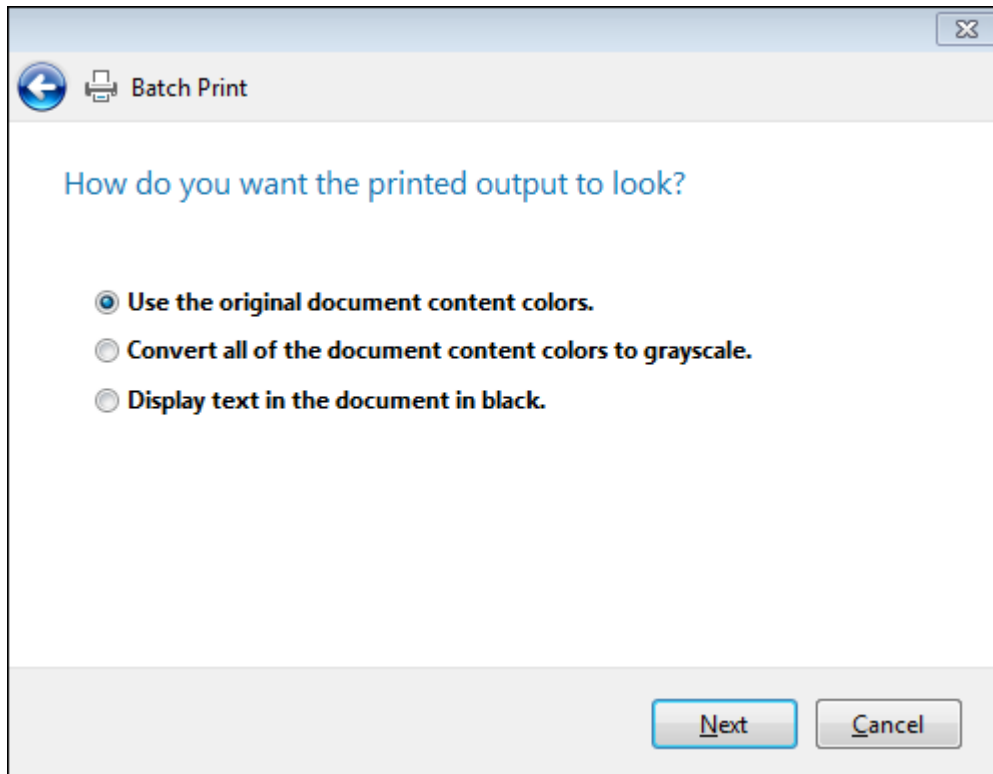 Batch Print
How do you want the printed output to look?
Use the original document content colors.
Convert all of the document content colors to grayscale.
Display text in the document in black.
Next Cancel